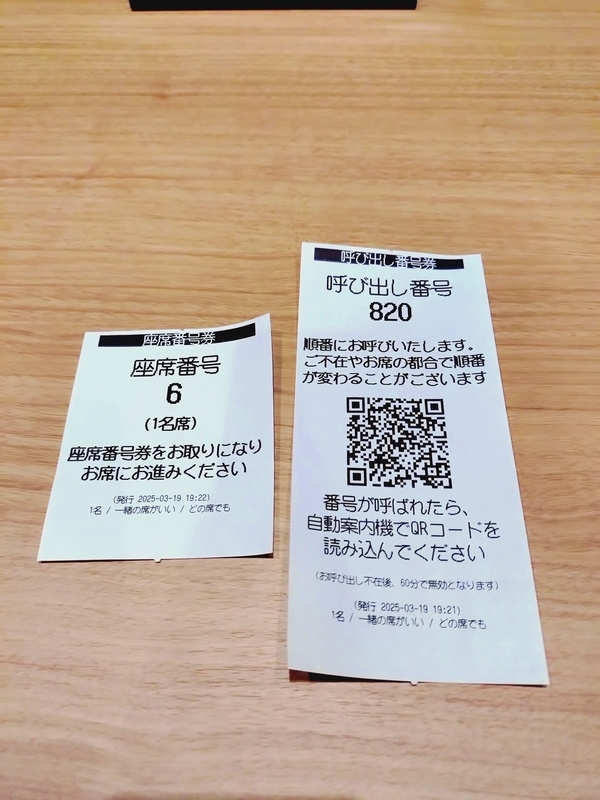 座席番号券
座席番号
6
(1名席)
座席番号券をお取りになり
お席にお進みください
(発行 2025-03-19 19:22)
1名 / 一緒の席がいい / どの席でも
呼び出し番号券
呼び出し番号
820
順番にお呼びいたします。
ご不在やお席の都合で順番
が変わることがございます
番号が呼ばれたら、
自動案内機でQRコードを
読み込んでください
(お呼び出し不在後、60分で無効となります)
(発行 2025-03-19 19:21)
1名 / 一緒の席がいい / どの席でも